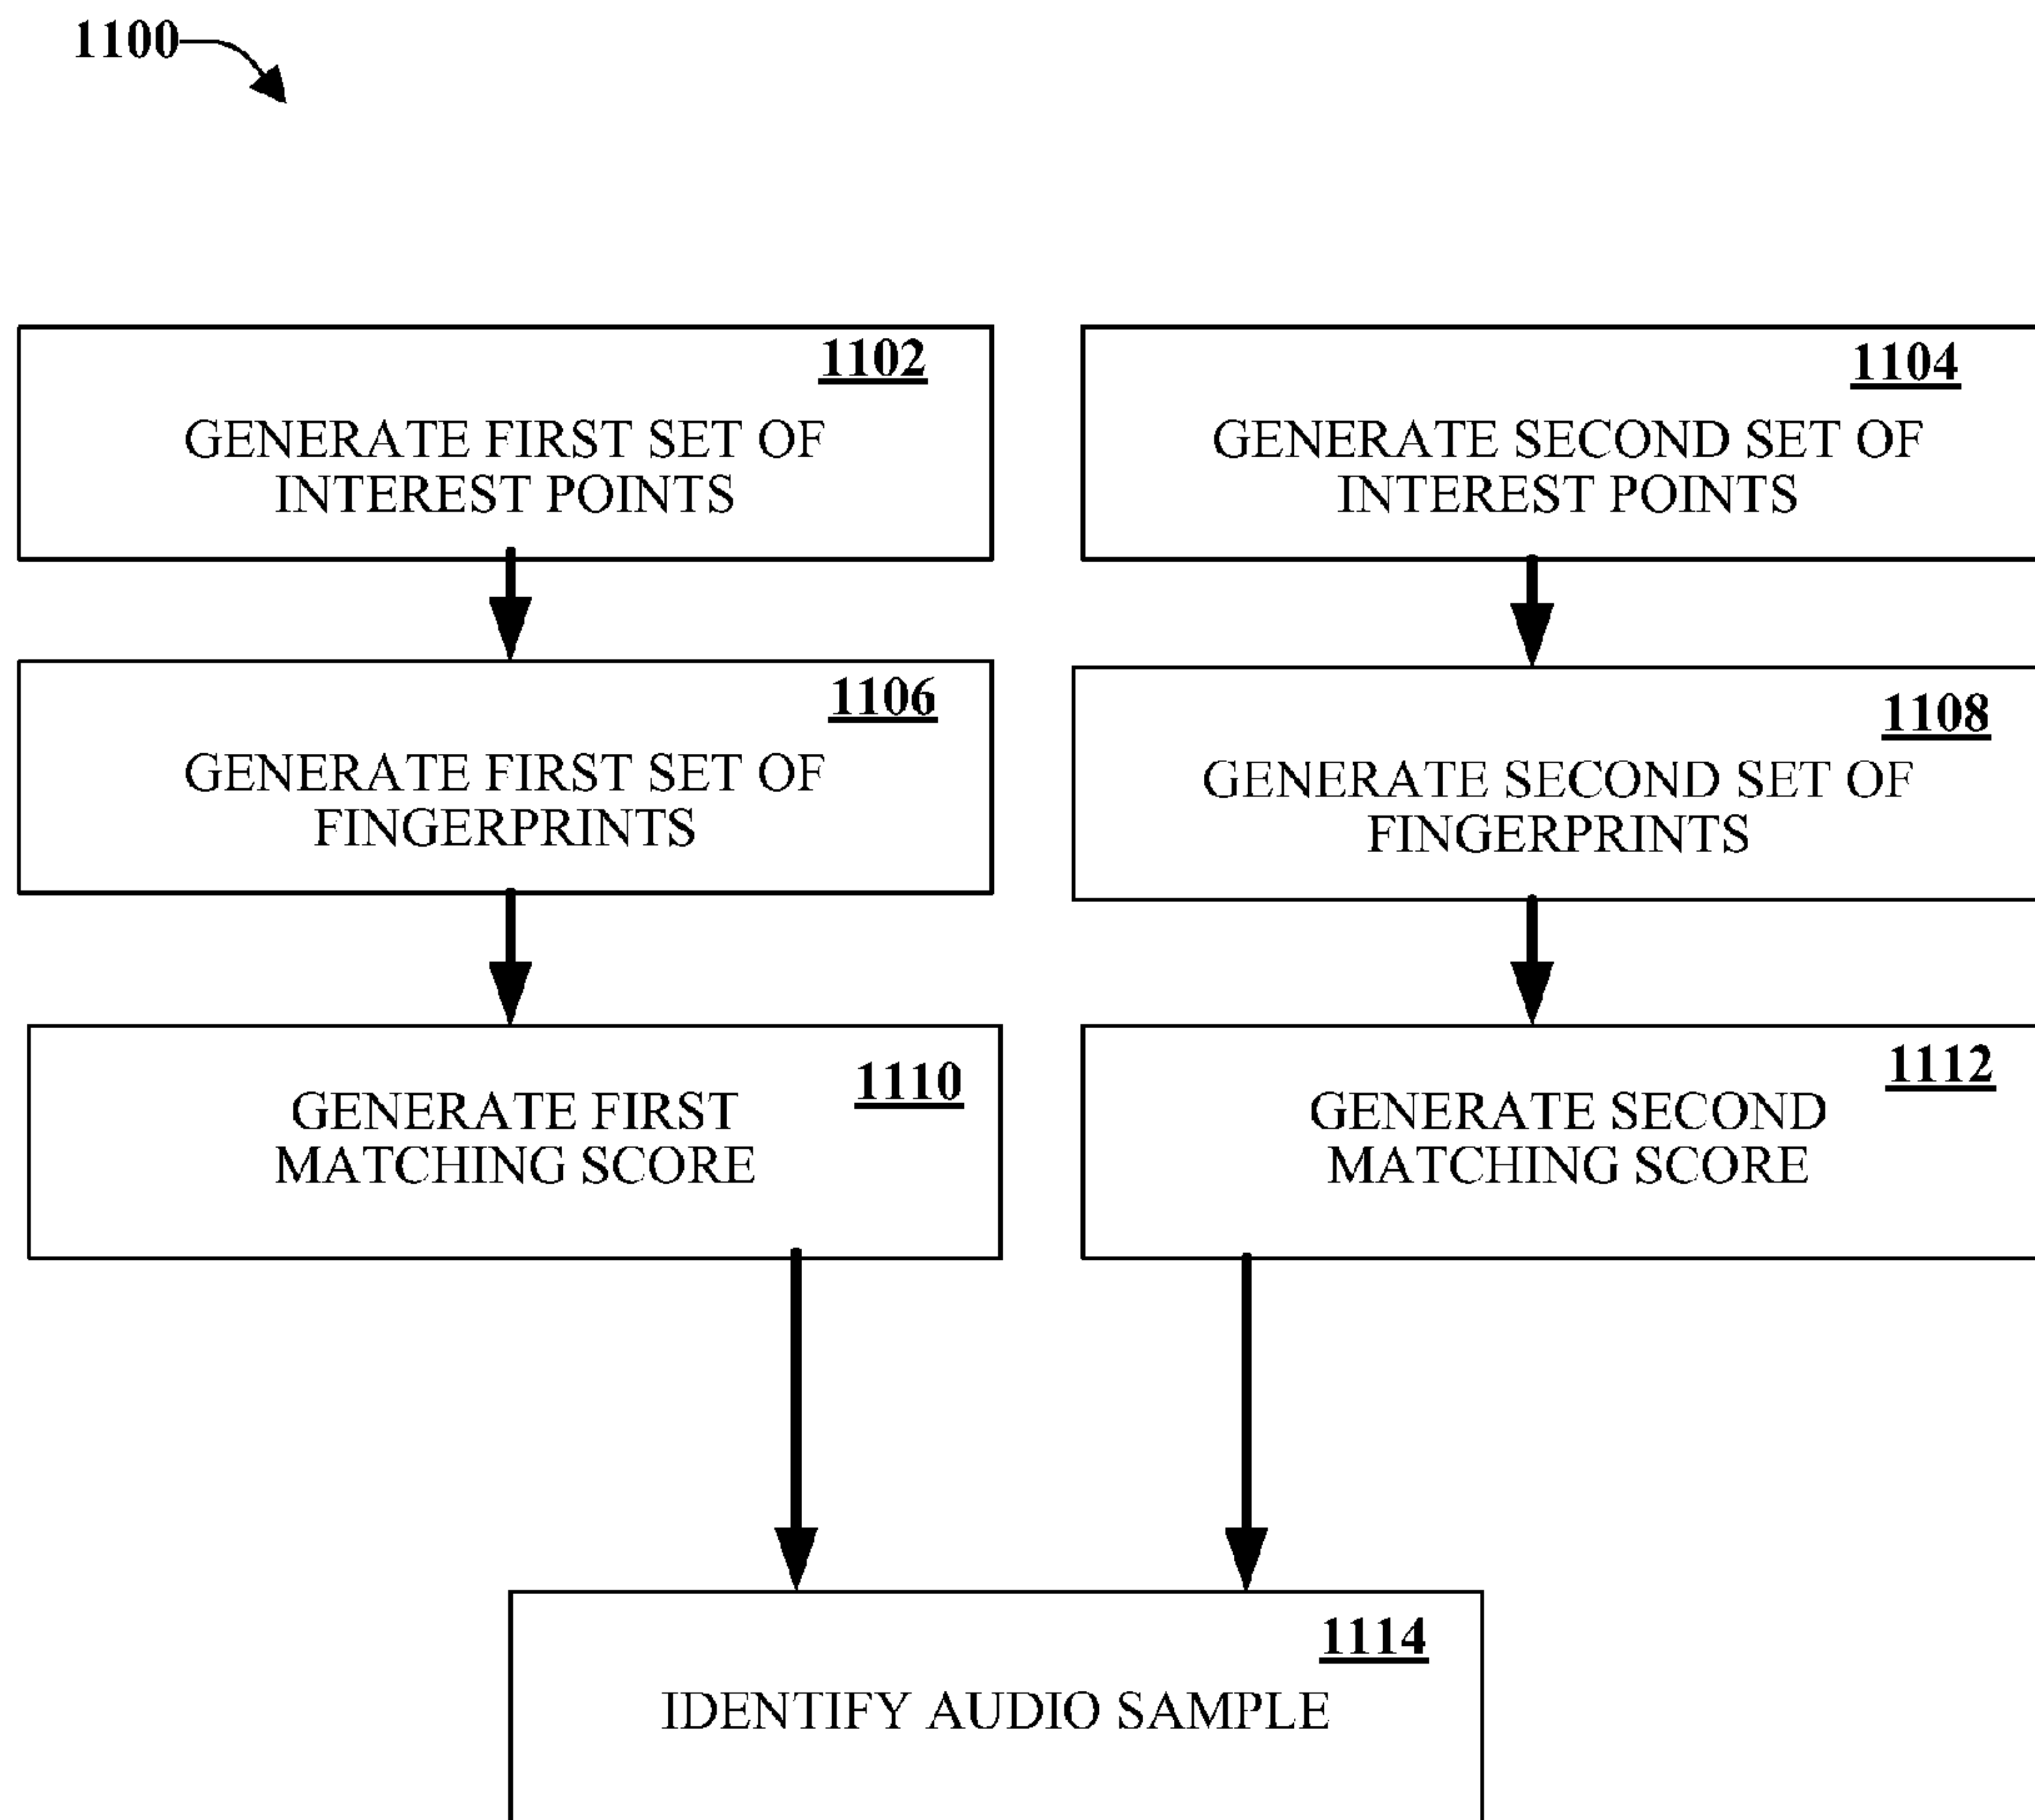 1100
1102
GENERATE FIRST SET OF
INTEREST POINTS
1104
GENERATE SECOND SET OF
INTEREST POINTS
1106
GENERATE FIRST SET OF
FINGERPRINTS
1108
GENERATE SECOND SET OF
FINGERPRINTS
1110
GENERATE FIRST
MATCHING SCORE
1112
GENERATE SECOND
MATCHING SCORE
1114
IDENTIFY AUDIO SAMPLE